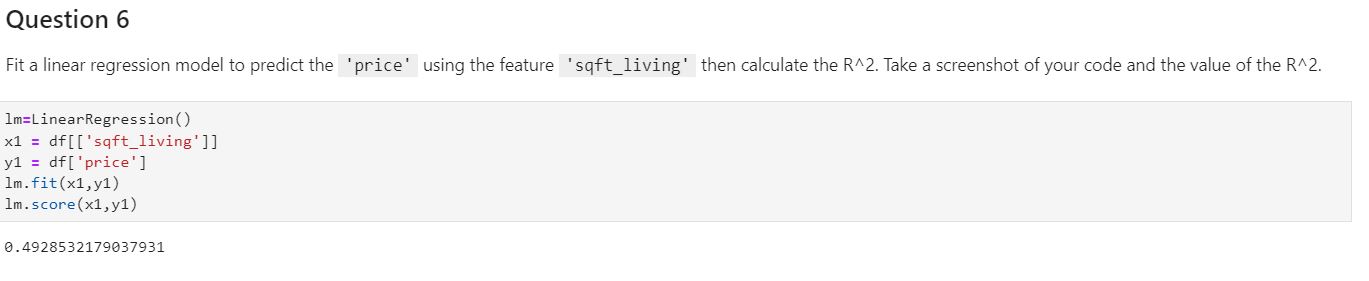 Question 6
Fit a linear regression model to predict the 'price' using the feature 'sqft_living' then calculate the R^2. Take a screenshot of your code and the value of the R^2.
lm=LinearRegression()
x1 = df[['sqft_living']]
y1 = df['price']
lm.fit(x1,y1)
lm.score(x1,y1)
0.4928532179037931